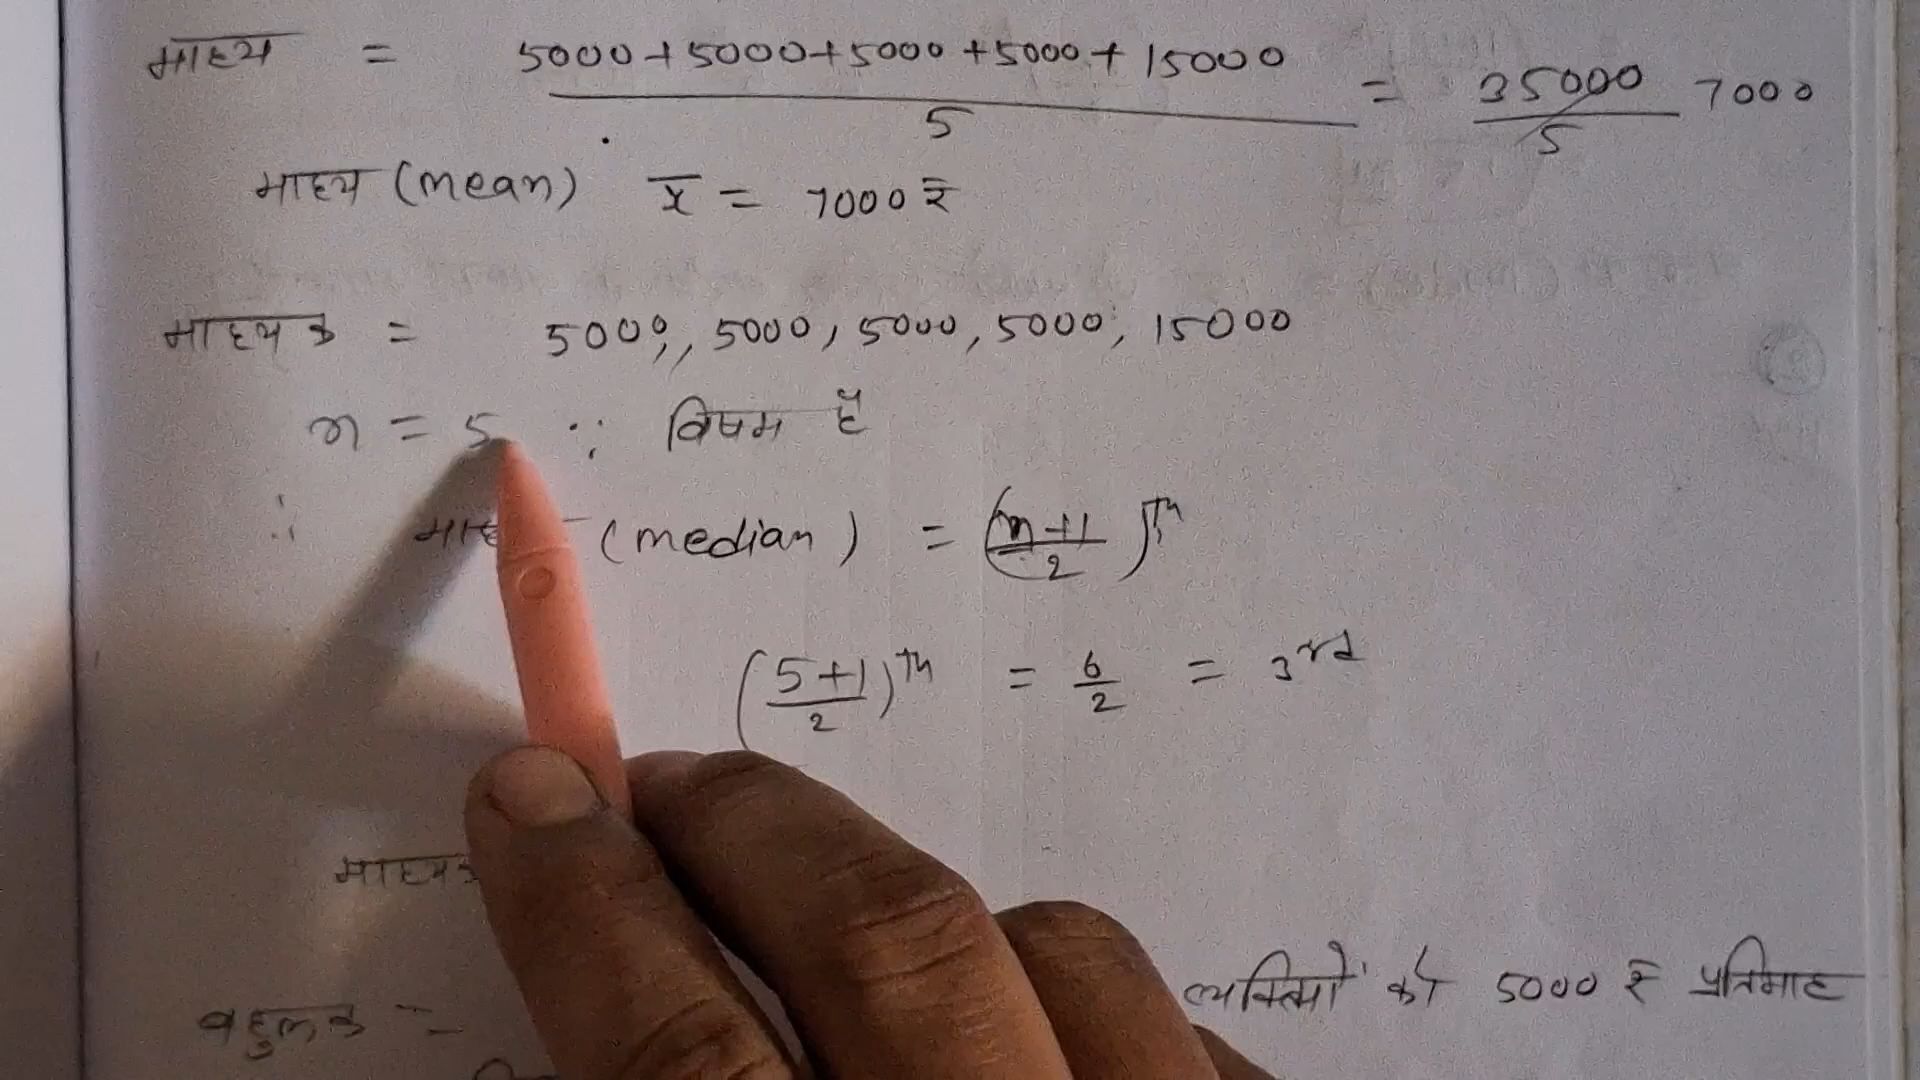 माध्य = 5000+5000+5000+5000+15000 / 5 = 35000 / 5 7000
माध्य (mean) x̄ = 7000 ₹
माध्यक = 5000, 5000, 5000, 5000, 15000
n = 5 ∵ विषम है
∴ (median) = (n+1 / 2)th
(5+1 / 2)th = 6/2 = 3rd
माध्यक
बहुलक = व्यक्तियों को 5000 ₹ प्रतिमाह